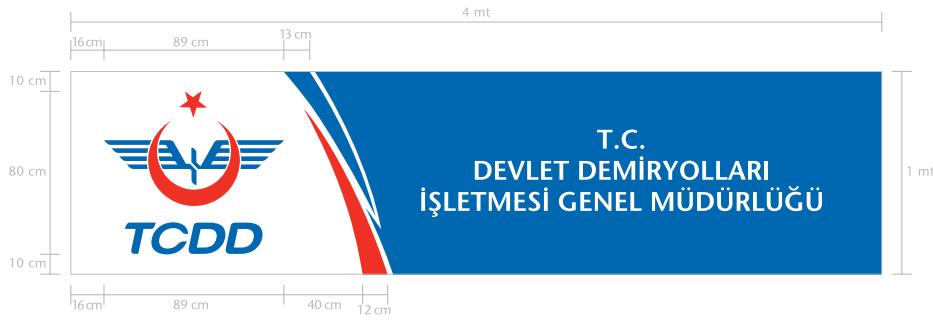 4 mt
13 cm
16cm 89 cm
10 cm
T.C.
DEVLET DEMİRYOLLARI
80 cm
1 mt
İŞLETMESİ GENEL MÜDÜRLÜĞÜ
TCDD
10 cm
16cm 89 cm 40 cm 12 cm